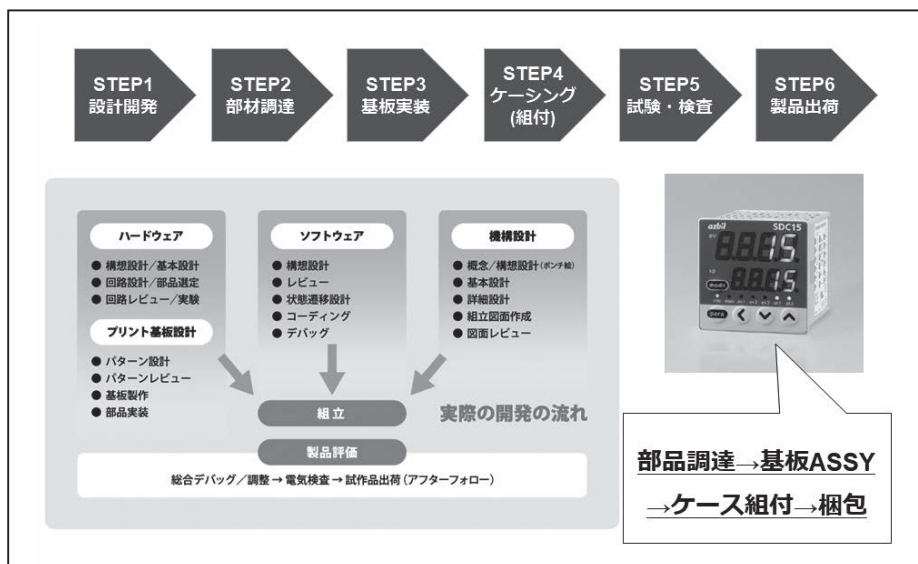 STEP1
設計開発
STEP2
部材調達
STEP3
基板実装
STEP4
ケーシング
(組付)
STEP5
試験・検査
STEP6
製品出荷
ハードウェア
● 構想設計/基本設計
● 回路設計/部品選定
● 回路レビュー/実験
プリント基板設計
● パターン設計
● パターンレビュー
● 基板製作
● 部品実装
ソフトウェア
● 構想設計
● レビュー
● 状態遷移設計
● コーディング
● デバッグ
機構設計
● 概念/構想設計(ポンチ絵)
● 基本設計
● 詳細設計
● 組立図面作成
● 図面レビュー
組立
実際の開発の流れ
製品評価
総合デバッグ/調整→電気検査→試作品出荷(アフターフォロー)
azbil
SDC15
15
15
mode
para
部品調達→基板ASSY
→ケース組付→梱包